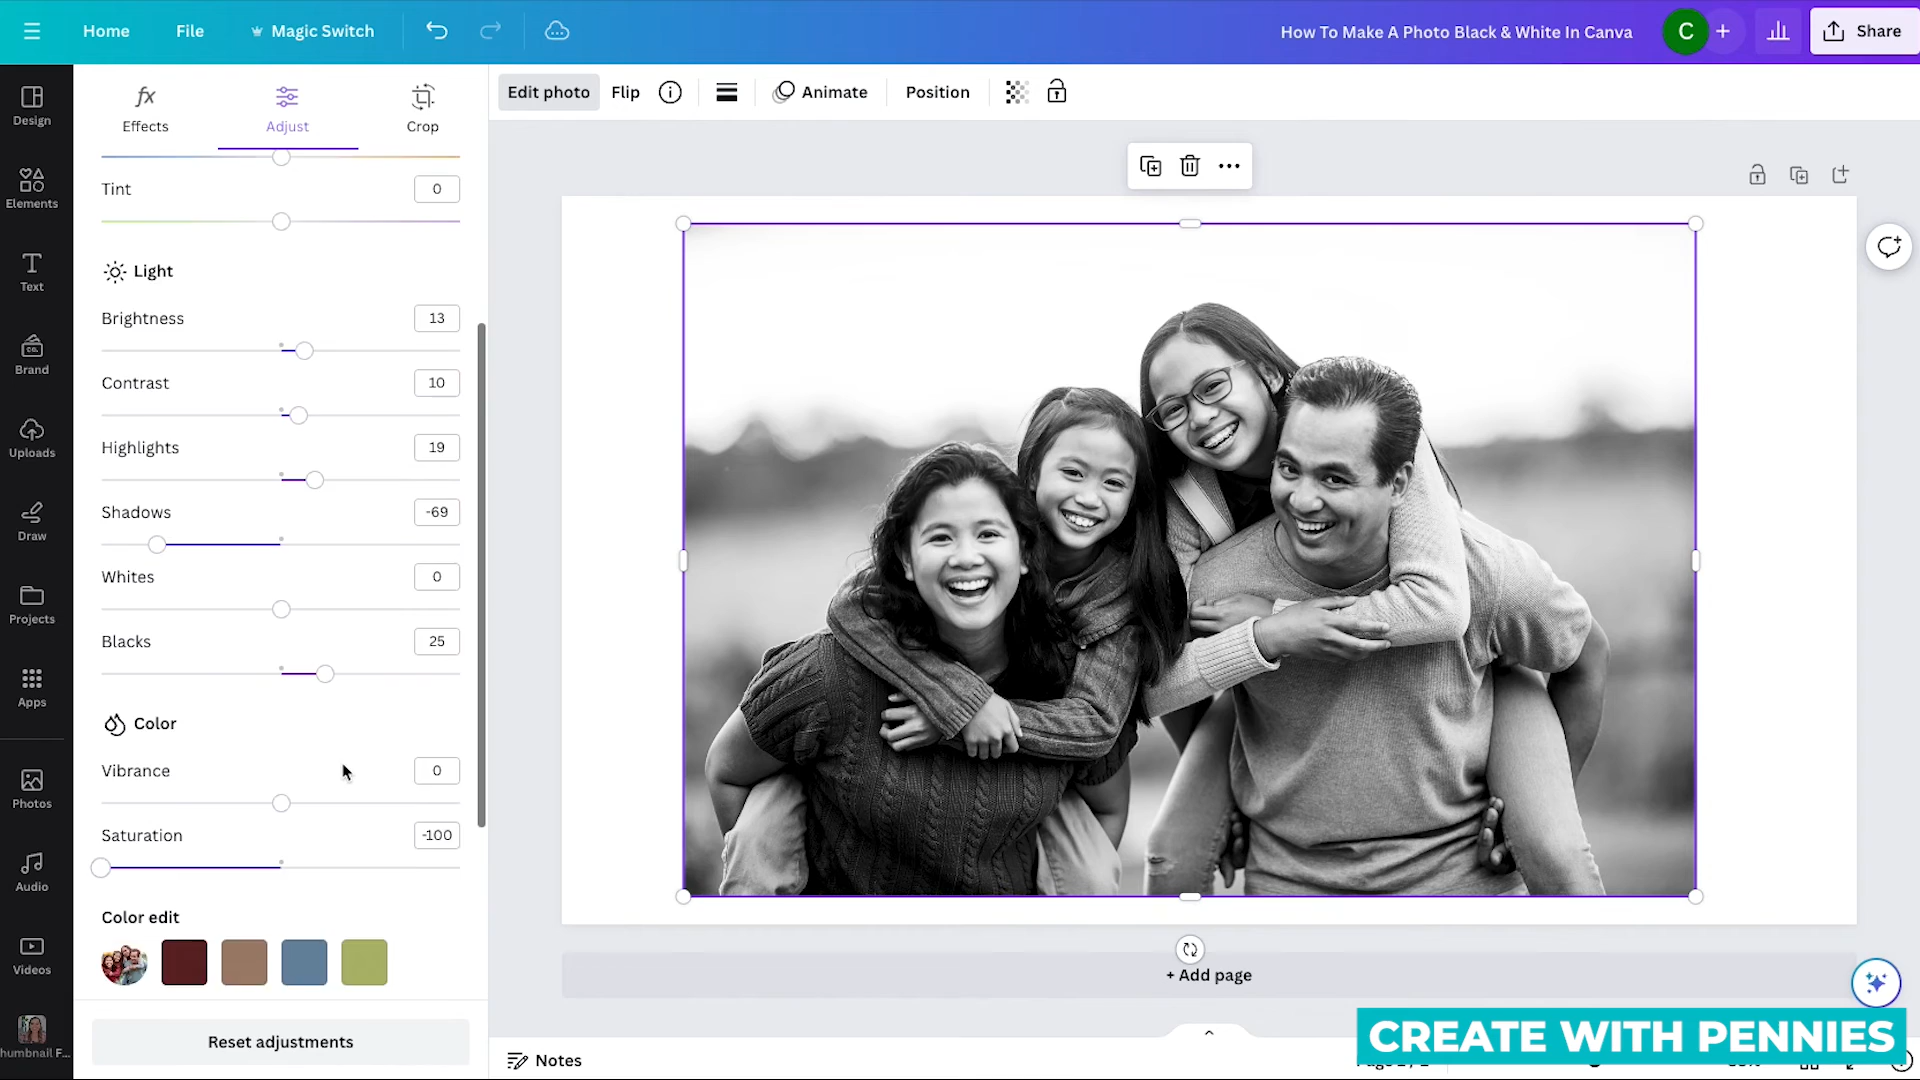 Home
File
Magic Switch
How To Make A Photo Black & White In Canva
C
Share
Design
Elements
Text
Brand
Uploads
Draw
Projects
Apps
Photos
Audio
Videos
humbnail F...
fx
Effects
Adjust
Crop
Edit photo
Flip
Animate
Position
Tint
0
Light
Brightness
13
Contrast
10
Highlights
19
Shadows
-69
Whites
0
Blacks
25
Color
Vibrance
0
Saturation
-100
Color edit
Reset adjustments
+ Add page
CREATE WITH PENNIES
Notes